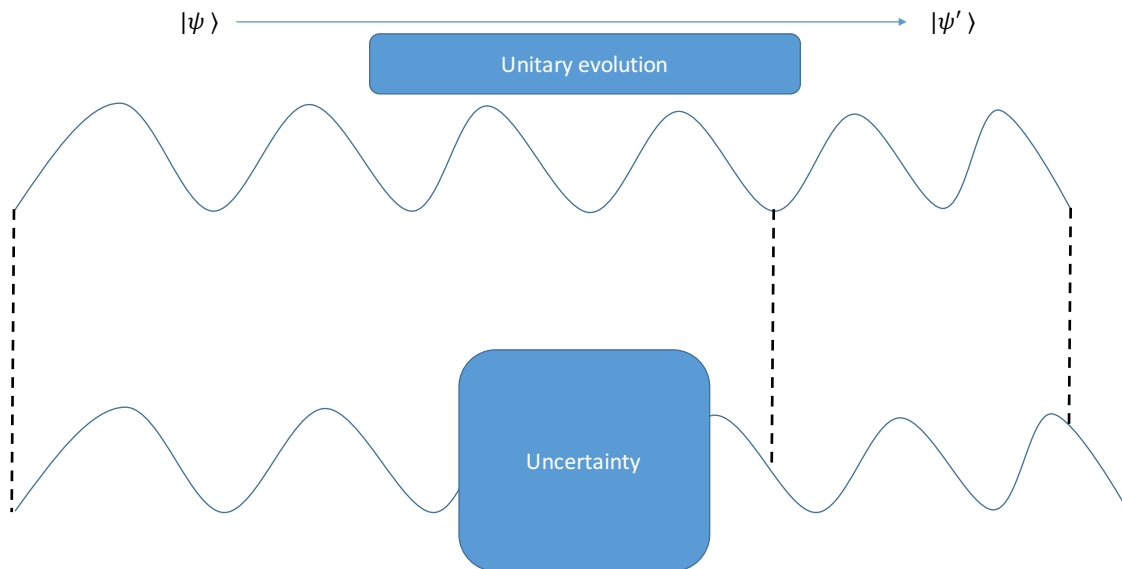 |ψ ⟩
|ψ′ ⟩
Unitary evolution
Uncertainty